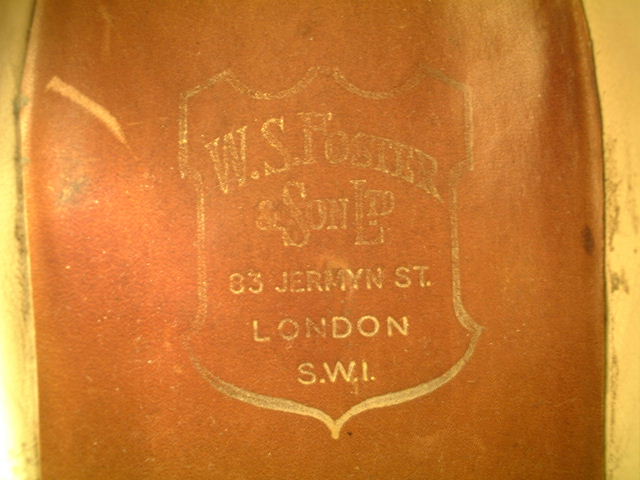 W.S. FOSTER
& SON LTD
83 JERMYN ST.
LONDON
S.W.1.